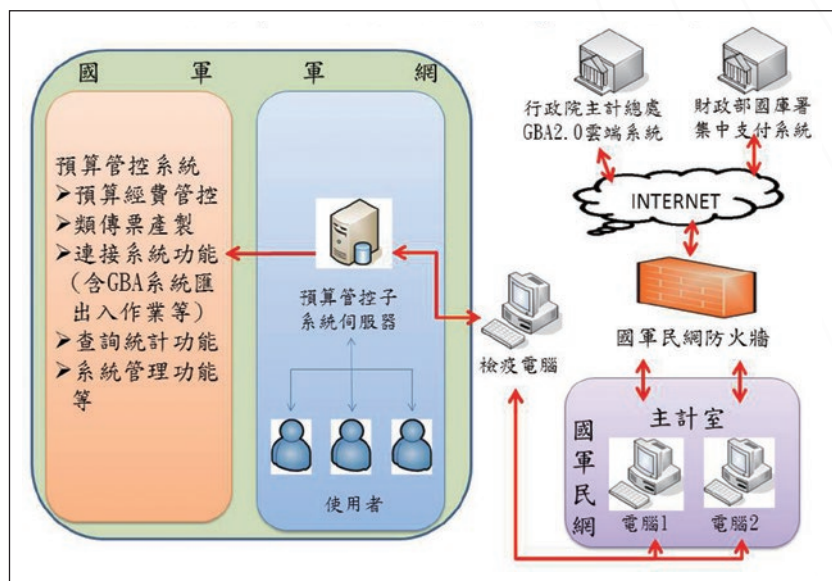 國軍軍網
預算管控系統
➢預算經費管控
➢類傳票產製
➢連接系統功能
(含GBA系統匯
出入作業等)
➢查詢統計功能
➢系統管理功能
等
預算管控子
系統伺服器
使用者
檢疫電腦
行政院主計總處
GBA2.0雲端系統
財政部國庫署
集中支付系統
INTERNET
國軍民網防火牆
國軍民網
主計室
電腦1
電腦2